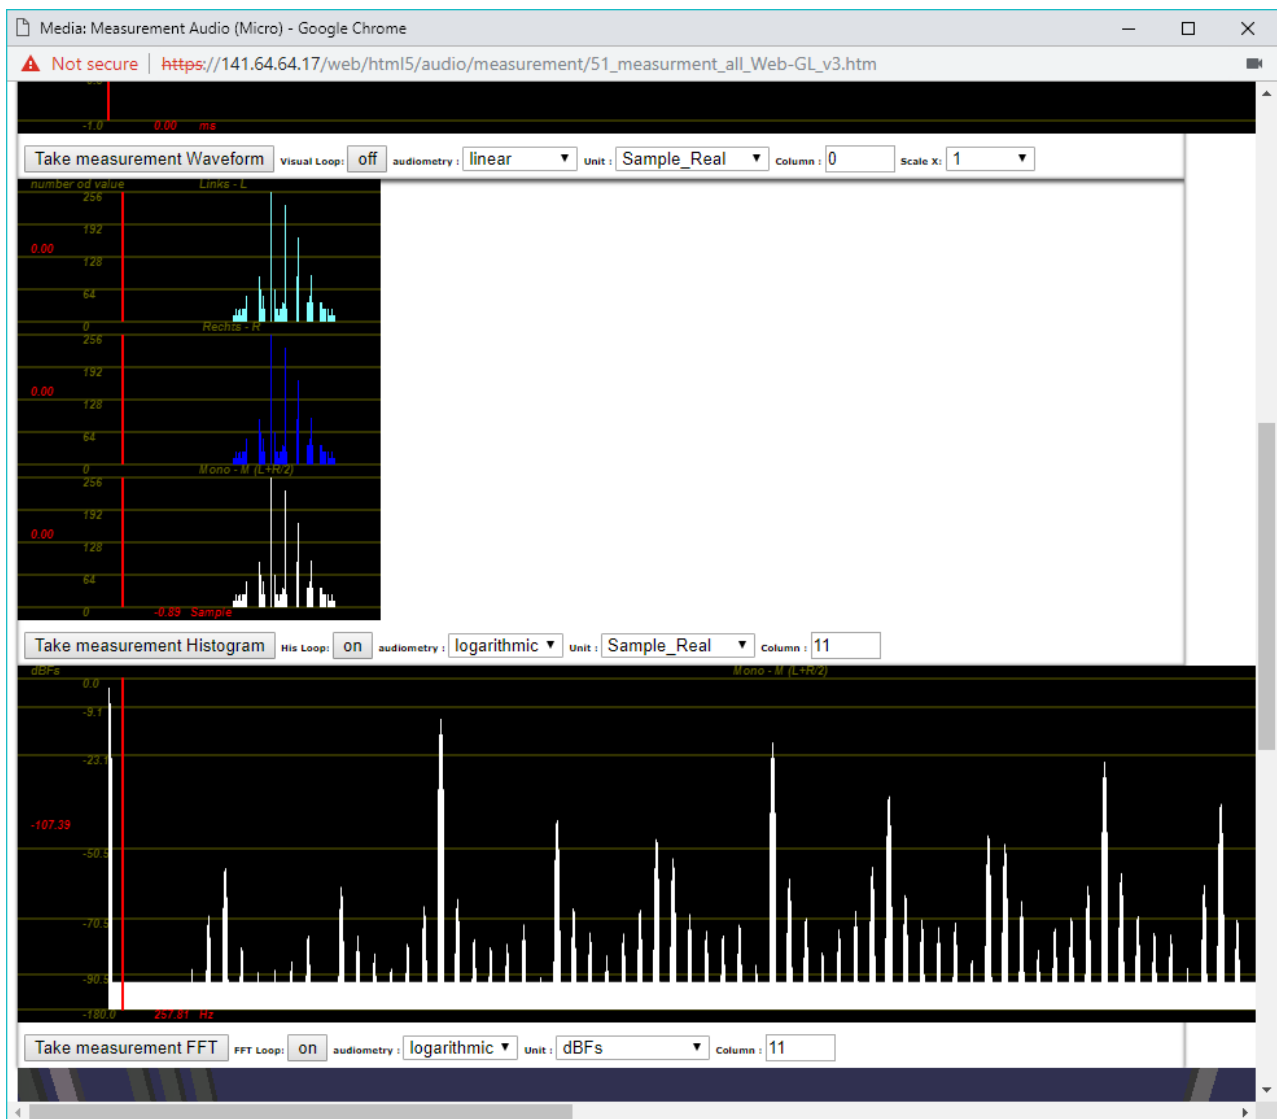 Media: Measurement Audio (Micro) - Google Chrome
Not secure | https://141.64.64.17/web/html5/audio/measurement/51_measurment_all_Web-GL_v3.htm
-1.0 0.00 ms
Take measurement Waveform Visual Loop: off audiometry : linear Unit : Sample_Real Column : 0 Scale X: 1
number od value Links - L
256
192
0.00
128
64
0 Rechts - R
256
192
0.00
128
64
0 Mono - M (L+R/2)
256
192
0.00
128
64
0 -0.89 Sample
Take measurement Histogram His Loop: on audiometry : logarithmic Unit : Sample_Real Column : 11
dBFs Mono - M (L+R/2)
0.0
-9.1
-23.1
-107.39
-50.5
-70.5
-90.5
-180.0 257.81 Hz
Take measurement FFT FFT Loop: on audiometry : logarithmic Unit : dBFs Column : 11